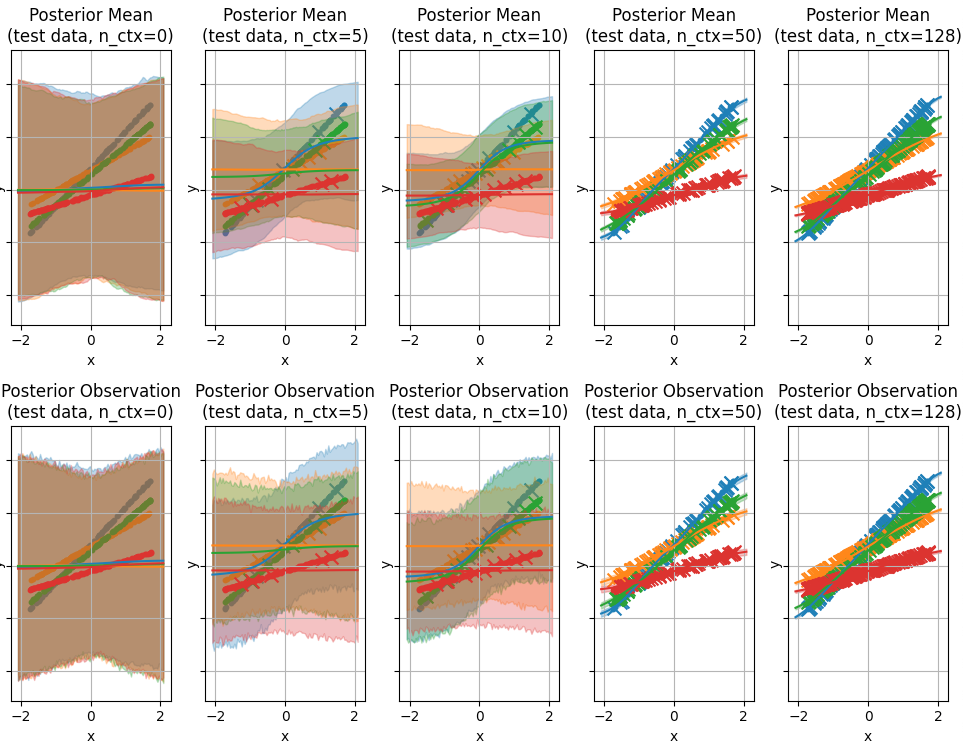 Posterior Mean
(test data, n_ctx=0)
Posterior Mean
(test data, n_ctx=5)
Posterior Mean
(test data, n_ctx=10)
Posterior Mean
(test data, n_ctx=50)
Posterior Mean
(test data, n_ctx=128)
y
y
y
y
y
−2 0 2
−2 0 2
−2 0 2
−2 0 2
−2 0 2
x
x
x
x
x
Posterior Observation
(test data, n_ctx=0)
Posterior Observation
(test data, n_ctx=5)
Posterior Observation
(test data, n_ctx=10)
Posterior Observation
(test data, n_ctx=50)
Posterior Observation
(test data, n_ctx=128)
y
y
y
y
y
−2 0 2
−2 0 2
−2 0 2
−2 0 2
−2 0 2
x
x
x
x
x